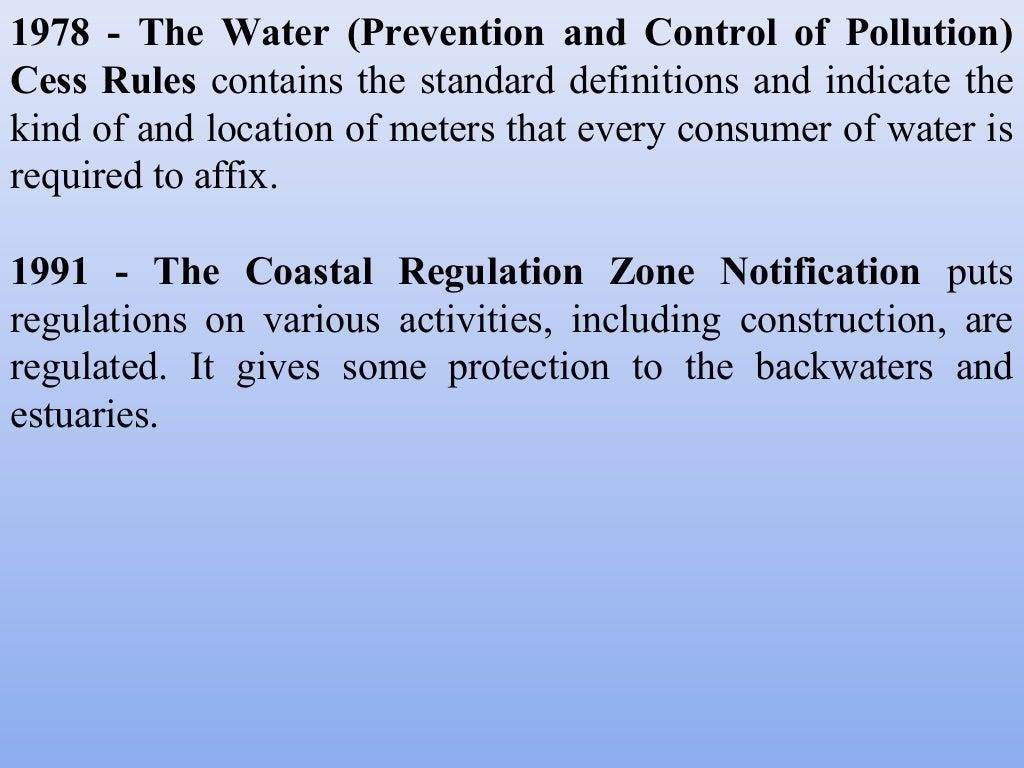 1978 - The Water (Prevention and Control of Pollution)
Cess Rules contains the standard definitions and indicate the
kind of and location of meters that every consumer of water is
required to affix.
1991 - The Coastal Regulation Zone Notification puts
regulations on various activities, including construction, are
regulated. It gives some protection to the backwaters and
estuaries.